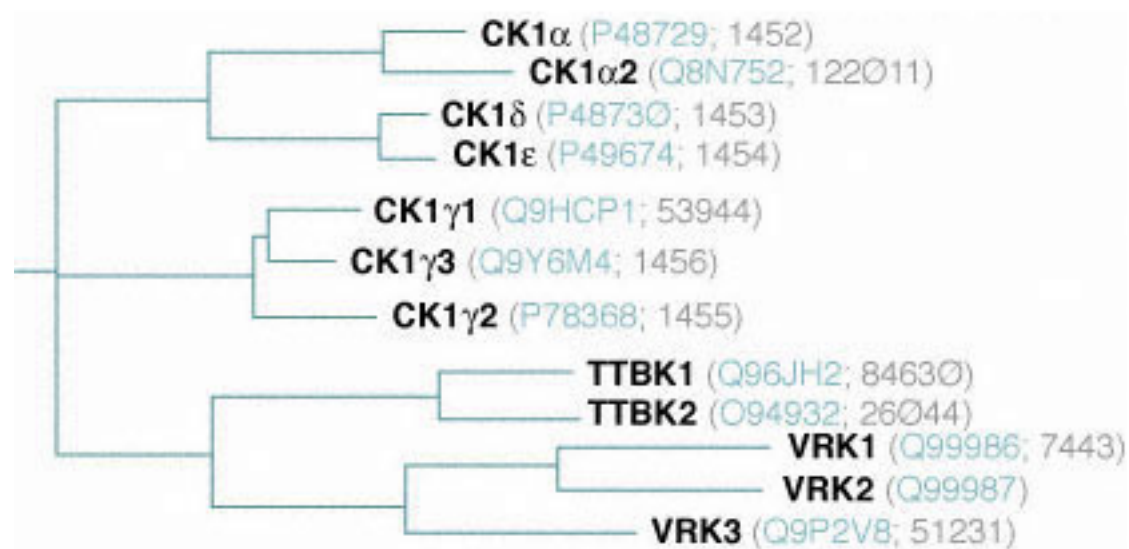 CK1α (P48729; 1452)
CK1α2 (Q8N752; 122Ø11)
CK1δ (P4873Ø; 1453)
CK1ε (P49674; 1454)
CK1γ1 (Q9HCP1; 53944)
CK1γ3 (Q9Y6M4; 1456)
CK1γ2 (P78368; 1455)
TTBK1 (Q96JH2; 8463Ø)
TTBK2 (O94932; 26Ø44)
VRK1 (Q99986; 7443)
VRK2 (Q99987)
VRK3 (Q9P2V8; 51231)